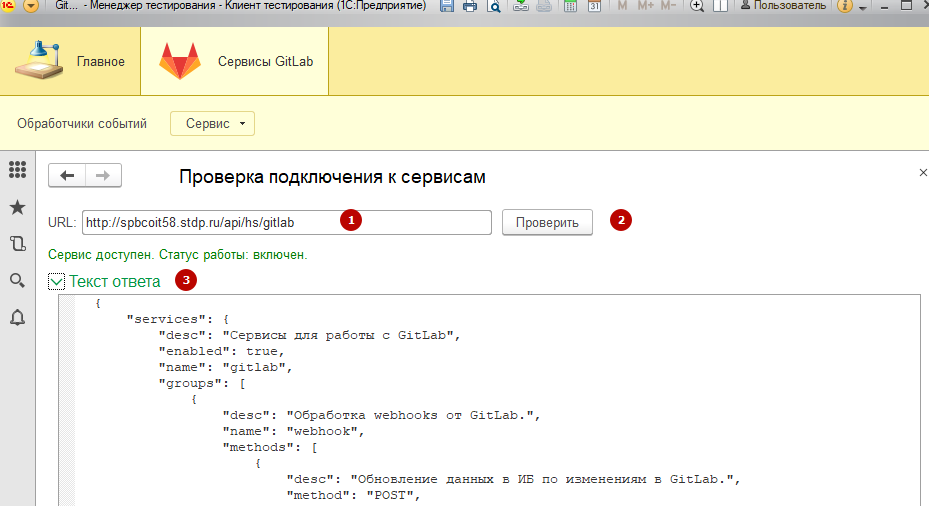 Git... - Менеджер тестирования - Клиент тестирования (1С:Предприятие)
M M+ M-
Пользователь
Главное
Сервисы GitLab
Обработчики событий
Сервис
Проверка подключения к сервисам
URL: http://spbcoit58.stdp.ru/api/hs/gitlab 1 Проверить 2
Сервис доступен. Статус работы: включен.
Текст ответа 3
{
"services": {
"desc": "Сервисы для работы с GitLab",
"enabled": true,
"name": "gitlab",
"groups": [
{
"desc": "Обработка webhooks от GitLab.",
"name": "webhook",
"methods": [
{
"desc": "Обновление данных в ИБ по изменениям в GitLab.",
"method": "POST",